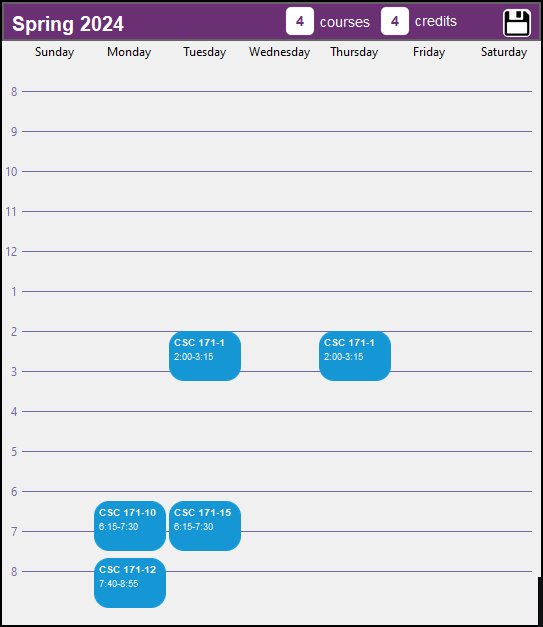 Spring 2024
4 courses 4 credits
Sunday Monday Tuesday Wednesday Thursday Friday Saturday
8
9
10
11
12
1
2
CSC 171-1
2:00-3:15
CSC 171-1
2:00-3:15
3
4
5
6
CSC 171-10
6:15-7:30
CSC 171-15
6:15-7:30
7
CSC 171-12
7:40-8:55
8